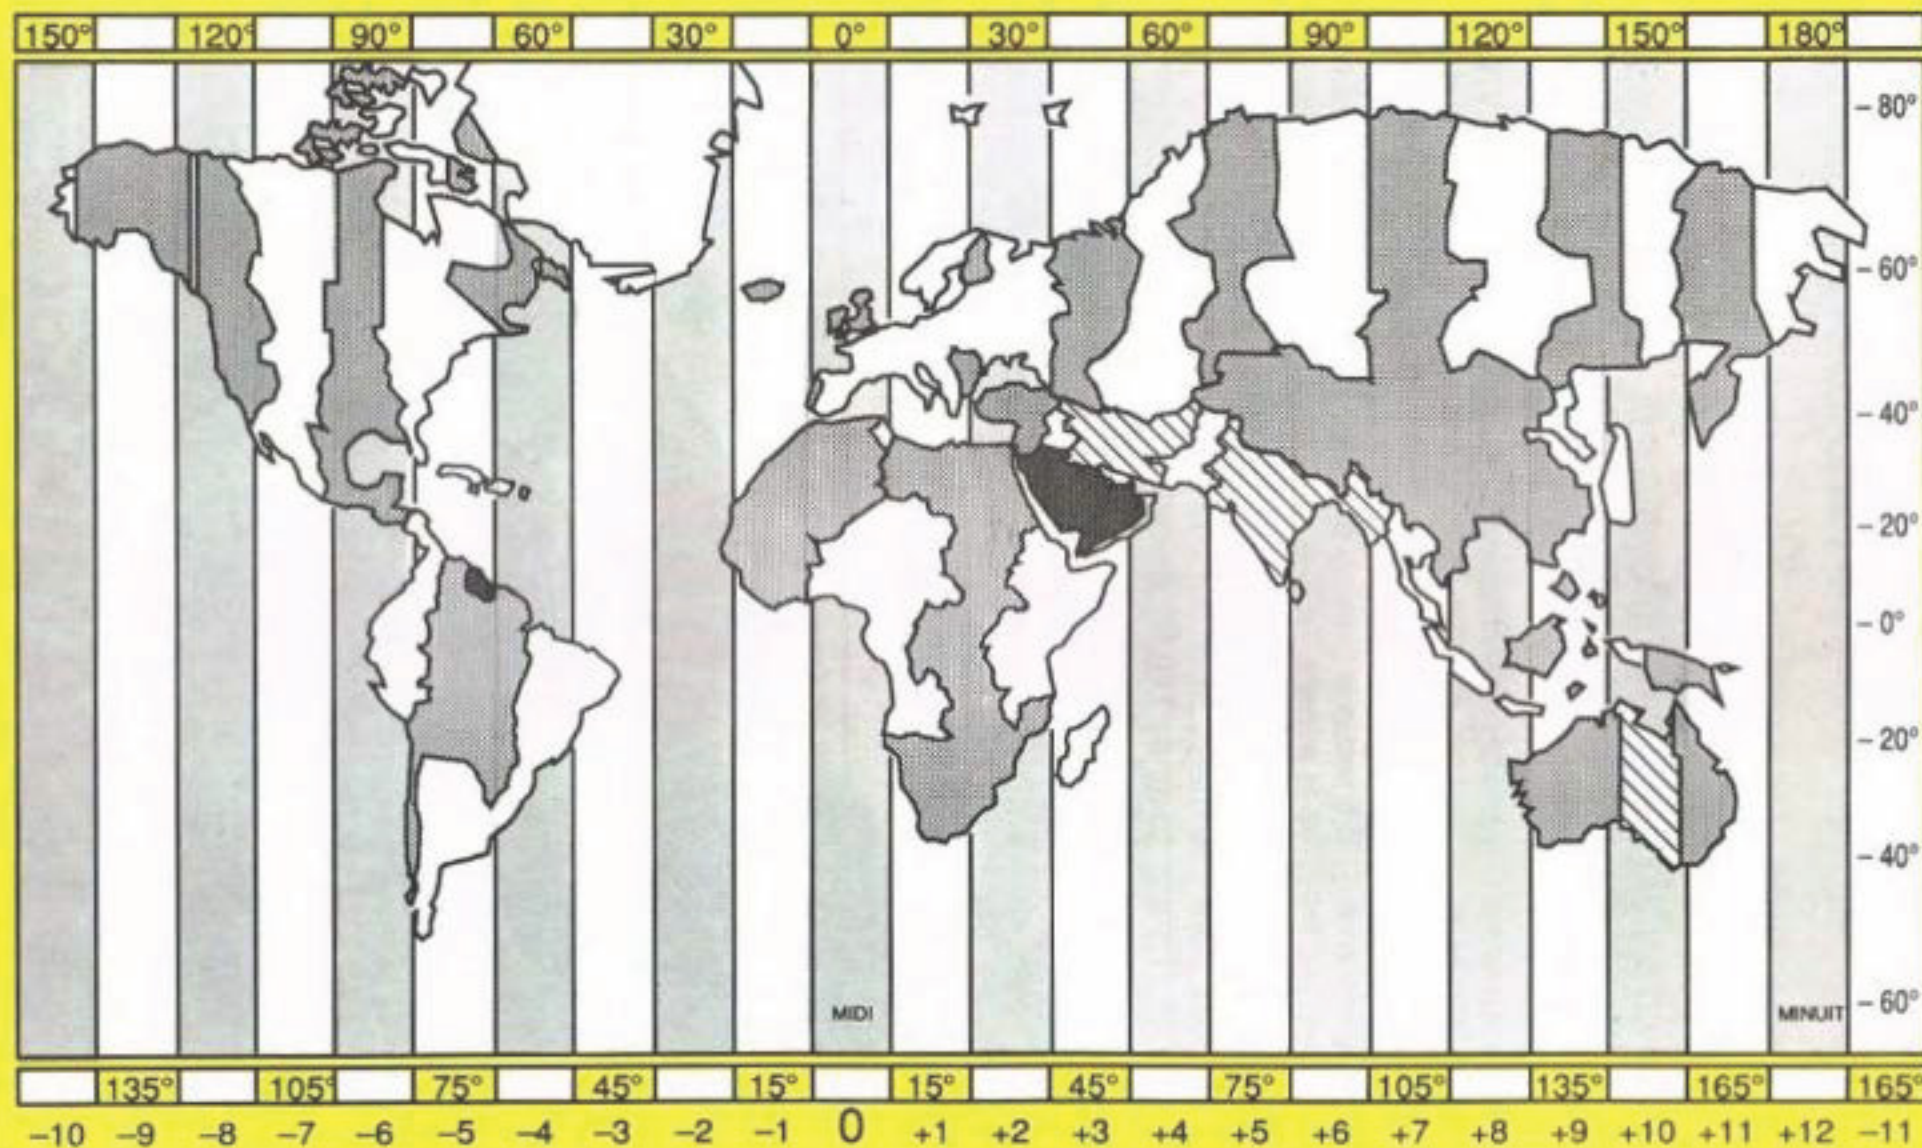 150° 120° 90° 60° 30° 0° 30° 60° 90° 120° 150° 180°
– 80°
– 60°
– 40°
– 20°
– 0°
– 20°
– 40°
– 60°
MIDI MINUIT
135° 105° 75° 45° 15° 15° 45° 75° 105° 135° 165° 165°
–10 –9 –8 –7 –6 –5 –4 –3 –2 –1 0 +1 +2 +3 +4 +5 +6 +7 +8 +9 +10 +11 +12 –11